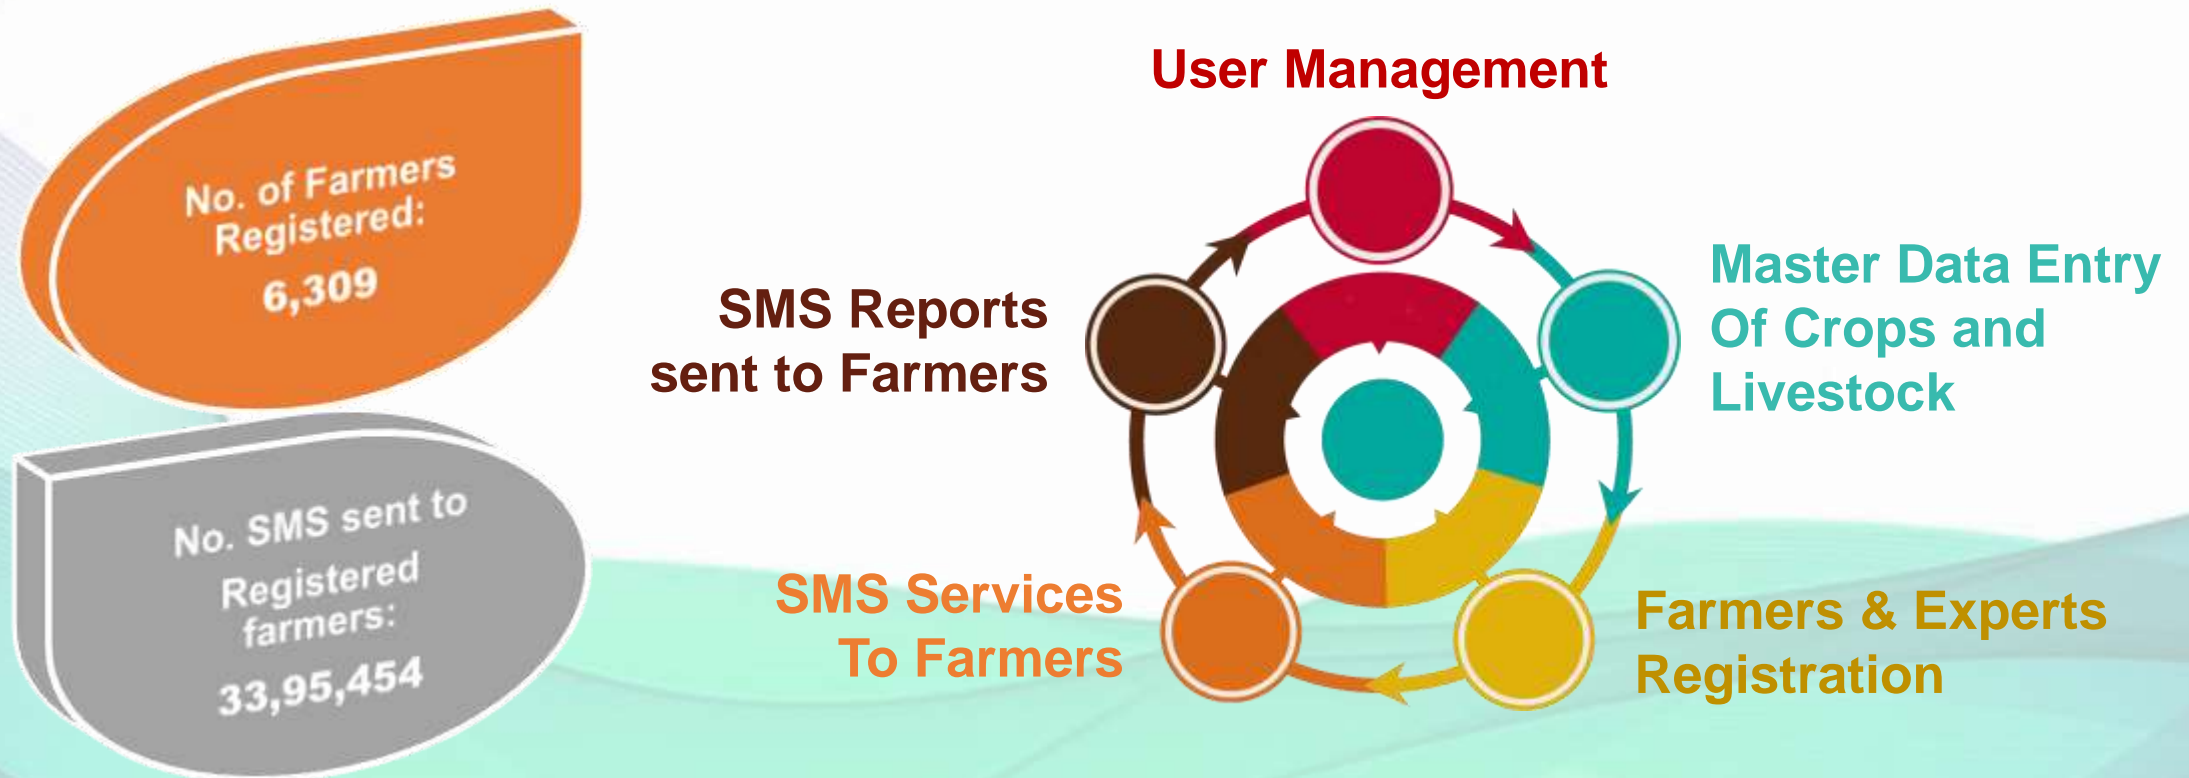 No. of Farmers
Registered:
6,309
No. SMS sent to
Registered
farmers:
33,95,454
User Management
Master Data Entry
Of Crops and
Livestock
Farmers & Experts
Registration
SMS Services
To Farmers
SMS Reports
sent to Farmers